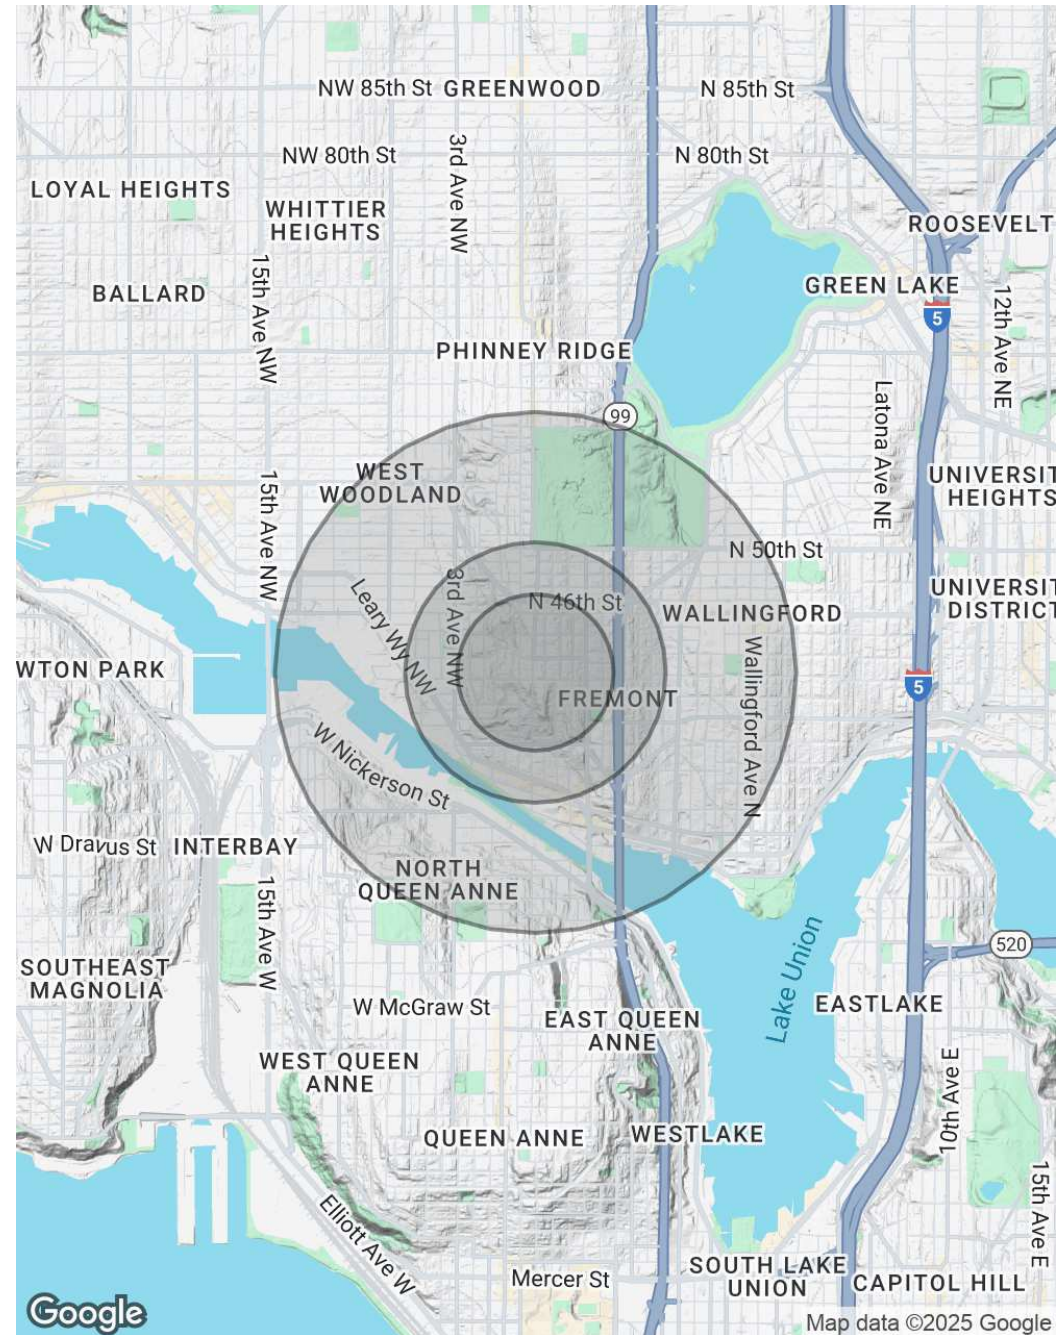 NW 85th St
GREENWOOD
N 85th St
3rd Ave NW
NW 80th St
N 80th St
LOYAL HEIGHTS
WHITTIER
HEIGHTS
ROOSEVELT
15th Ave NW
BALLARD
GREEN LAKE
5
12th Ave NE
PHINNEY RIDGE
99
Latona Ave NE
WEST
WOODLAND
15th Ave NW
UNIVERSIT
HEIGHTS
N 50th St
Leary Wy NW
3rd Ave NW
N 46th St
WALLINGFORD
UNIVERSIT
DISTRICT
WTON PARK
FREMONT
5
Wallingford Ave N
W Nickerson St
W Dravus St
INTERBAY
NORTH
QUEEN ANNE
15th Ave W
520
SOUTHEAST
MAGNOLIA
Lake Union
W McGraw St
EAST QUEEN
ANNE
EASTLAKE
WEST QUEEN
ANNE
10th Ave E
QUEEN ANNE
WESTLAKE
15th Ave E
Elliott Ave W
Mercer St
SOUTH LAKE
UNION
CAPITOL HILL
Google
Map data ©2025 Google